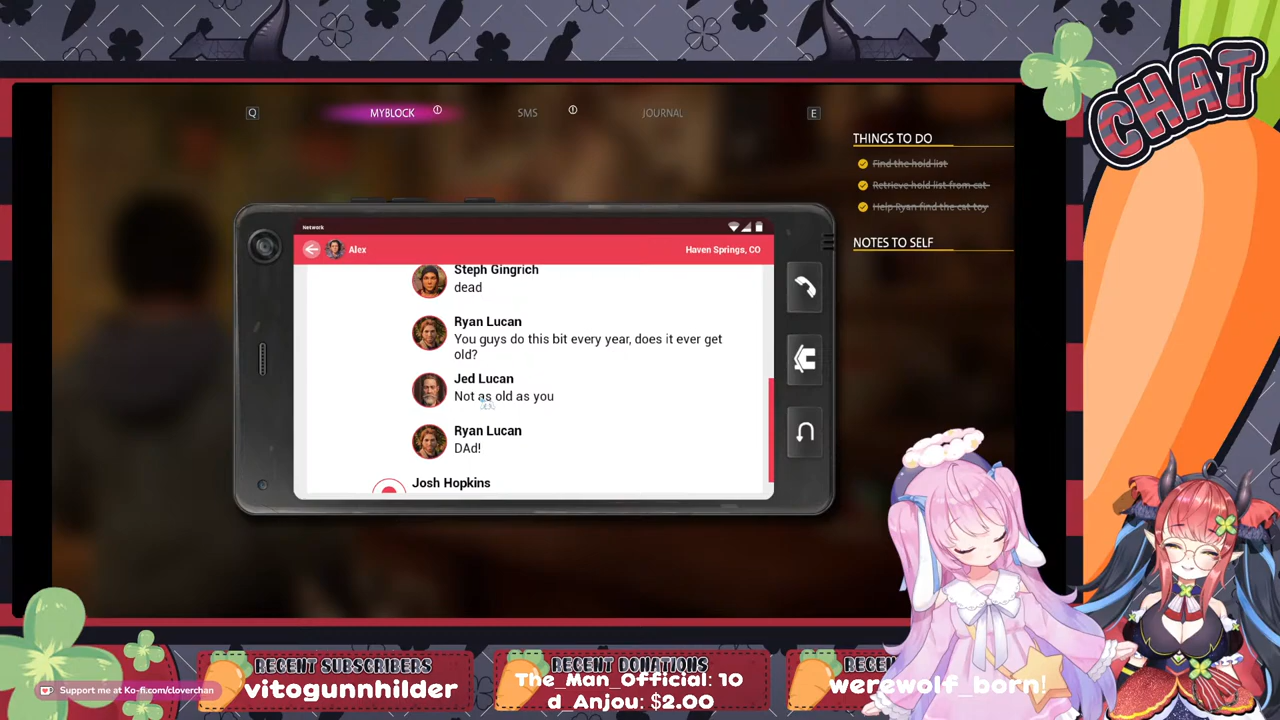 CHAT
Q
MYBLOCK
SMS
JOURNAL
E
THINGS TO DO
Find the hold list
Retrieve hold list from cat
Help Ryan find the cat toy
NOTES TO SELF
Network
Alex
Haven Springs, CO
Steph Gingrich
dead
Ryan Lucan
You guys do this bit every year, does it ever get
old?
Jed Lucan
Not as old as you
Ryan Lucan
DAd!
Josh Hopkins
Support me at Ko-fi.com/cloverchan
RECENT SUBSCRIBERS
vitogunnhilder
RECENT DONATIONS
The_Man_Official: 10
d_Anjou: $2.00
RECE
werewolf_born!